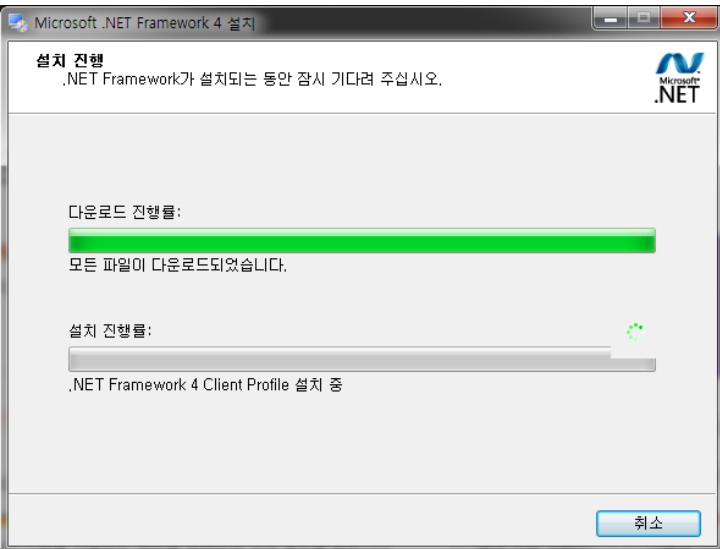 Microsoft .NET Framework 4 설치
설치 진행
.NET Framework가 설치되는 동안 잠시 기다려 주십시오.
Microsoft®
.NET
다운로드 진행률:
모든 파일이 다운로드되었습니다.
설치 진행률:
.NET Framework 4 Client Profile 설치 중
취소